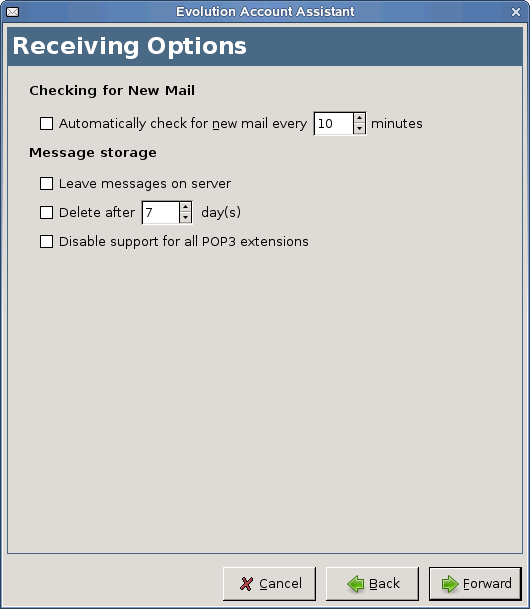 Evolution Account Assistant
Receiving Options
Checking for New Mail
Automatically check for new mail every 10 minutes
Message storage
Leave messages on server
Delete after 7 day(s)
Disable support for all POP3 extensions
Cancel Back Forward